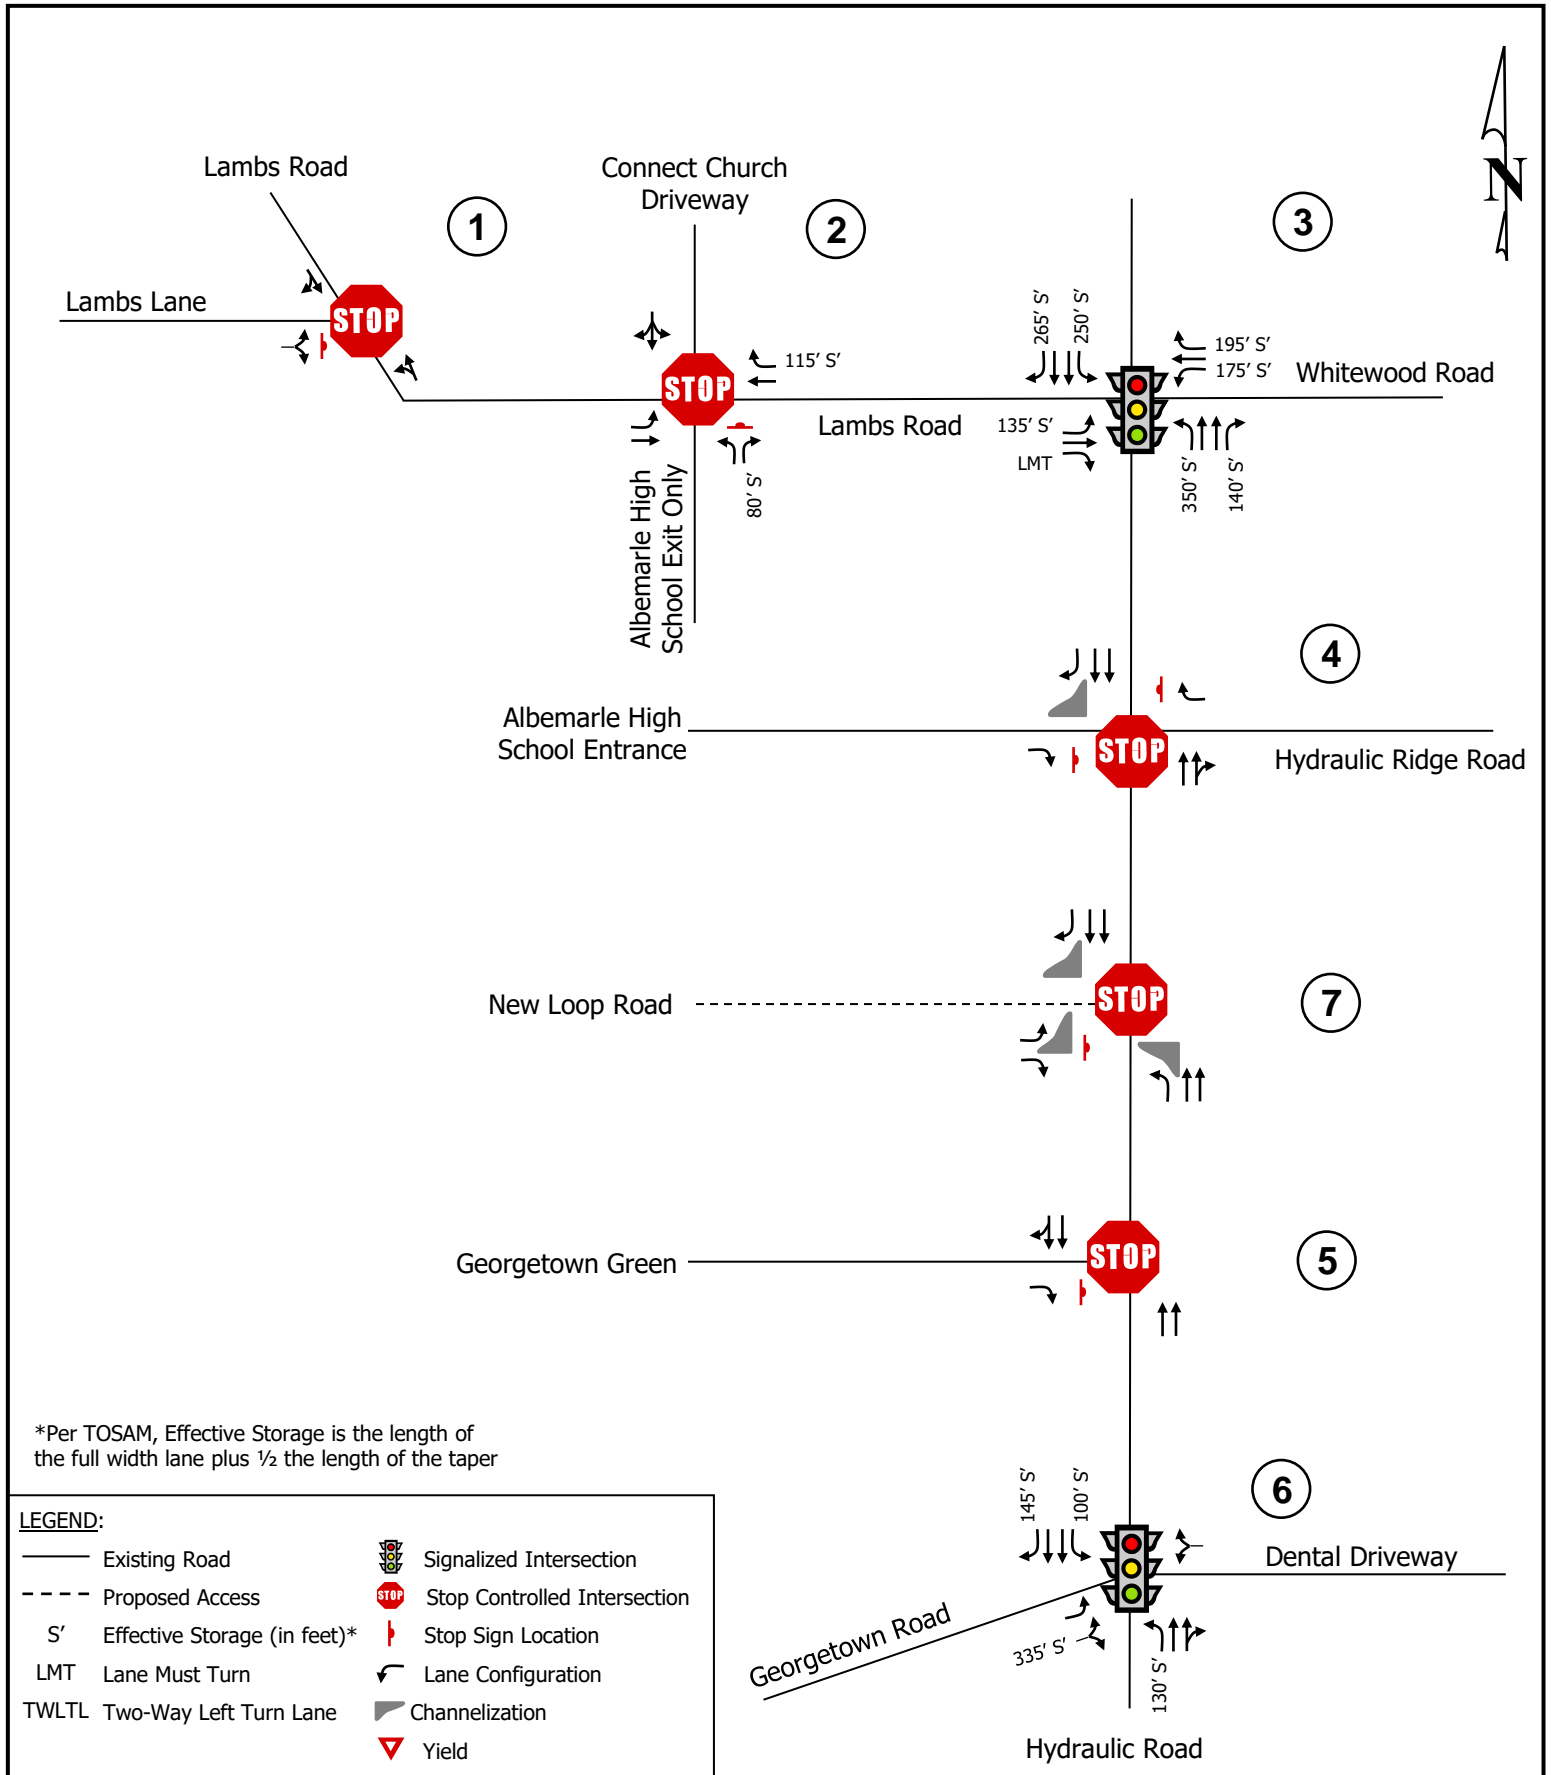 N
Lambs Road
Connect Church
Driveway
1
2
3
Lambs Lane
STOP
STOP
115’ S’
265’ S’
250’ S’
195’ S’
175’ S’
Whitewood Road
Lambs Road
135’ S’
LMT
350’ S’
140’ S’
80’ S’
Albemarle High
School Exit Only
4
Albemarle High
School Entrance
STOP
Hydraulic Ridge Road
New Loop Road
STOP
7
Georgetown Green
STOP
5
*Per TOSAM, Effective Storage is the length of
the full width lane plus ½ the length of the taper
6
145’ S’
100’ S’
Dental Driveway
Georgetown Road
335’ S’
130’ S’
Hydraulic Road
LEGEND:
Existing Road
Signalized Intersection
Proposed Access
STOP Stop Controlled Intersection
S’ Effective Storage (in feet)*
Stop Sign Location
LMT Lane Must Turn
Lane Configuration
TWLTL Two-Way Left Turn Lane
Channelization
Yield